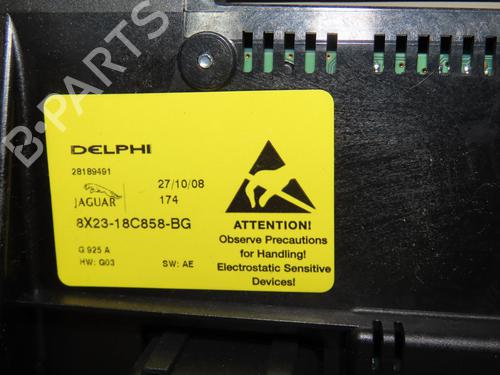 DELPHI
28189491
JAGUAR
27/10/08
174
8X23-18C858-BG
G 925 A
HW: G03
SW: AE
ATTENTION!
Observe Precautions
for Handling!
Electrostatic Sensitive
Devices!
B-PARTS